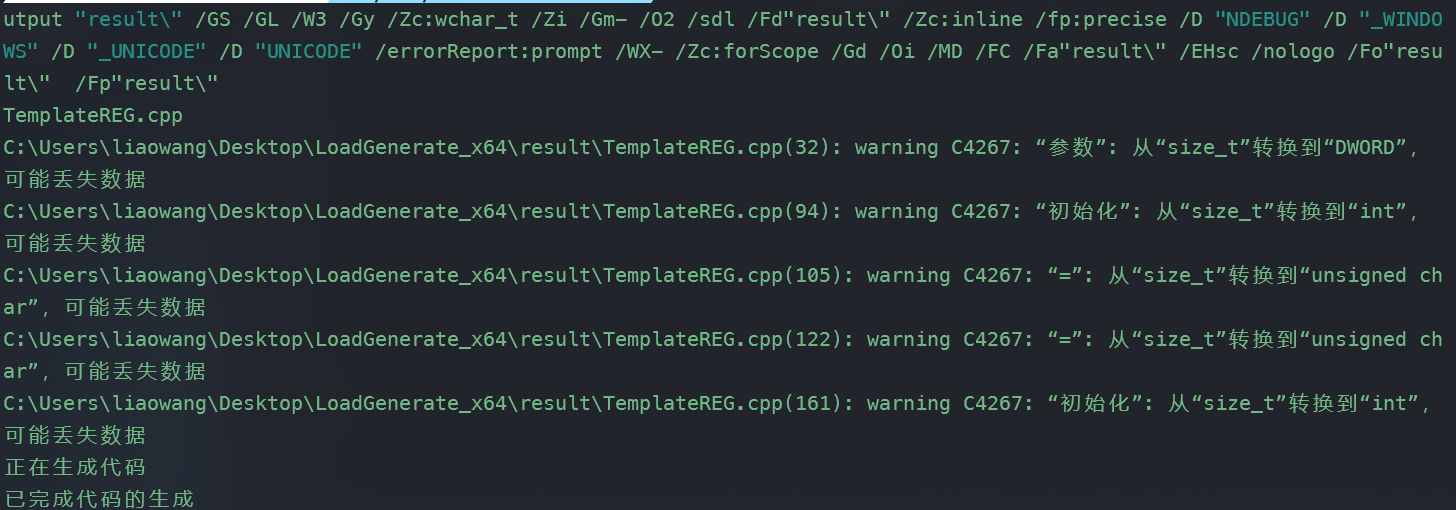 utput "result\" /GS /GL /W3 /Gy /Zc:wchar_t /Zi /Gm- /O2 /sdl /Fd"result\" /Zc:inline /fp:precise /D "NDEBUG" /D "_WINDO
WS" /D "_UNICODE" /D "UNICODE" /errorReport:prompt /WX- /Zc:forScope /Gd /Oi /MD /FC /Fa"result\" /EHsc /nologo /Fo"resu
lt\"  /Fp"result\"
TemplateREG.cpp
C:\Users\liaowang\Desktop\LoadGenerate_x64\result\TemplateREG.cpp(32): warning C4267: “参数”: 从“size_t”转换到“DWORD”，
可能丢失数据
C:\Users\liaowang\Desktop\LoadGenerate_x64\result\TemplateREG.cpp(94): warning C4267: “初始化”: 从“size_t”转换到“int”，
可能丢失数据
C:\Users\liaowang\Desktop\LoadGenerate_x64\result\TemplateREG.cpp(105): warning C4267: “=”: 从“size_t”转换到“unsigned ch
ar”，可能丢失数据
C:\Users\liaowang\Desktop\LoadGenerate_x64\result\TemplateREG.cpp(122): warning C4267: “=”: 从“size_t”转换到“unsigned ch
ar”，可能丢失数据
C:\Users\liaowang\Desktop\LoadGenerate_x64\result\TemplateREG.cpp(161): warning C4267: “初始化”: 从“size_t”转换到“int”，
可能丢失数据
正在生成代码
已完成代码的生成